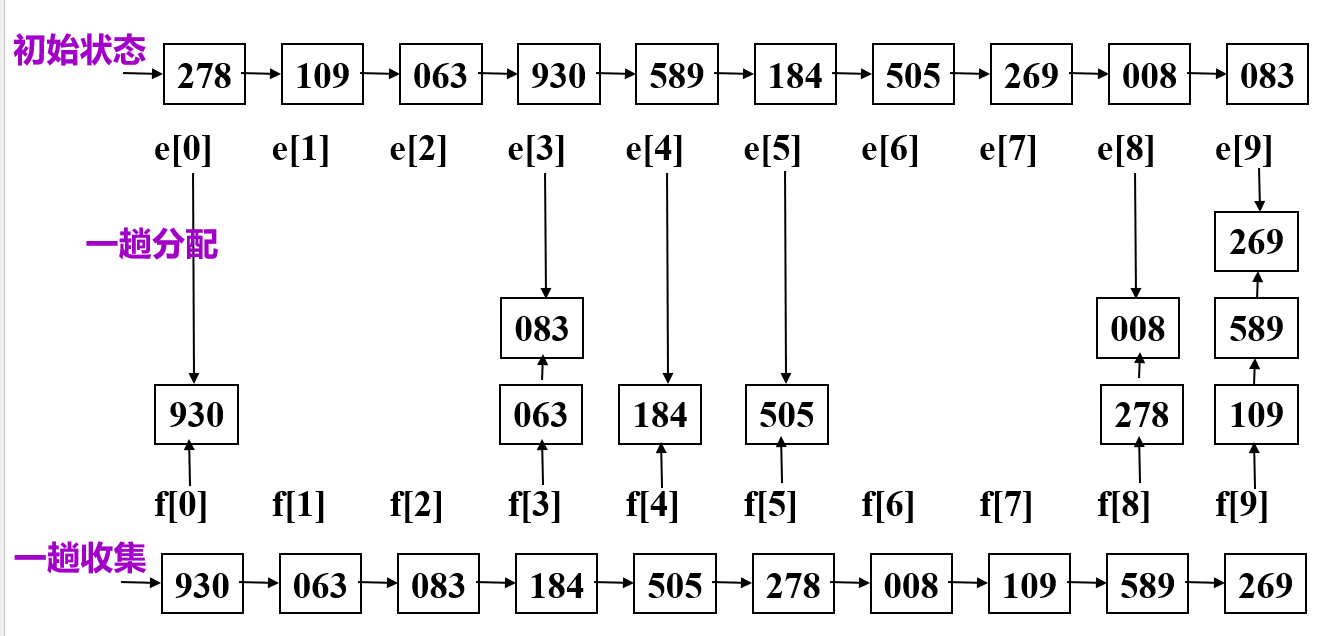 初始状态 278 109 063 930 589 184 505 269 008 083
e[0] e[1] e[2] e[3] e[4] e[5] e[6] e[7] e[8] e[9]
一趟分配
269
083 008 589
930 063 184 505 278 109
f[0] f[1] f[2] f[3] f[4] f[5] f[6] f[7] f[8] f[9]
一趟收集 930 063 083 184 505 278 008 109 589 269